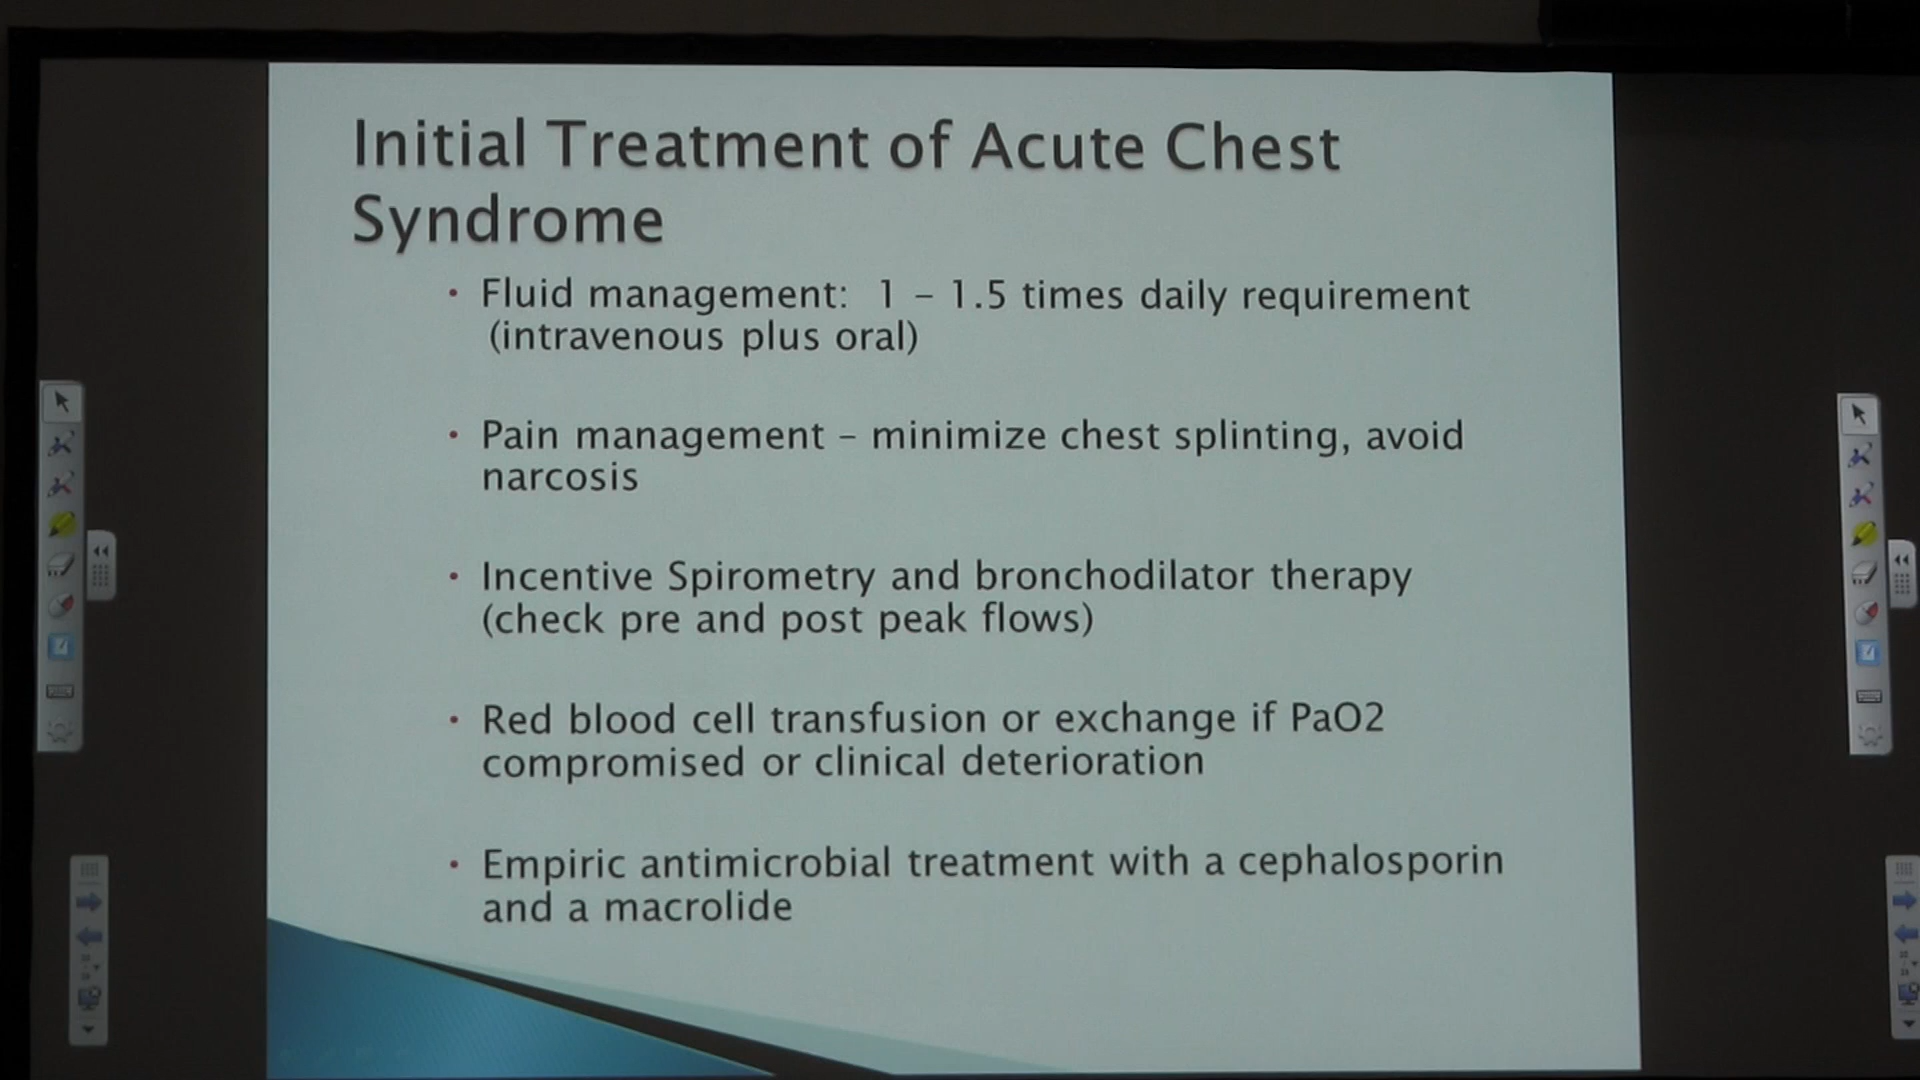 Initial Treatment of Acute Chest
Syndrome
• Fluid management:  1 – 1.5 times daily requirement
(intravenous plus oral)
• Pain management – minimize chest splinting, avoid
narcosis
• Incentive Spirometry and bronchodilator therapy
(check pre and post peak flows)
• Red blood cell transfusion or exchange if PaO2
compromised or clinical deterioration
• Empiric antimicrobial treatment with a cephalosporin
and a macrolide